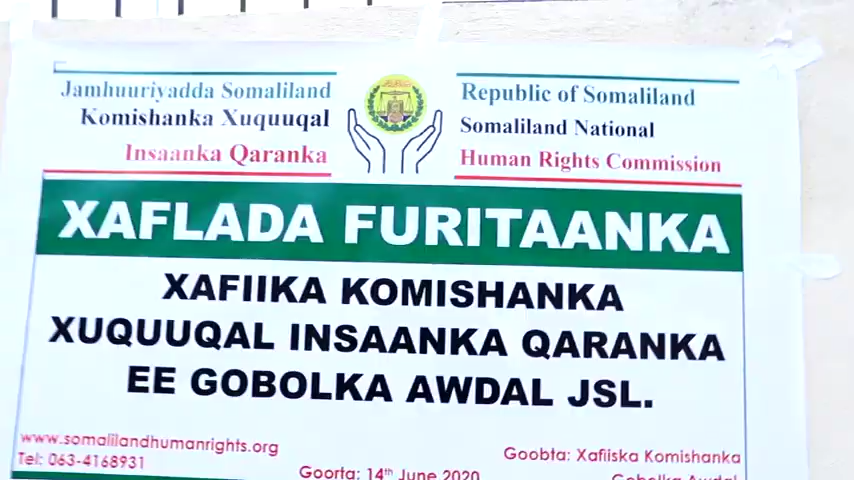 Jamhuuriyadda Somaliland
Komishanka Xuquuqal
Insaanka Qaranka
Republic of Somaliland
Somaliland National
Human Rights Commission
XAFLADA FURITAANKA
XAFIIKA KOMISHANKA
XUQUUQAL INSAANKA QARANKA
EE GOBOLKA AWDAL JSL.
www.somalilandhumanrights.org
Tel: 063-4168931
Goorta: 14th June 2020
Goobta: Xafiiska Komishanka
Gobolka Awdal